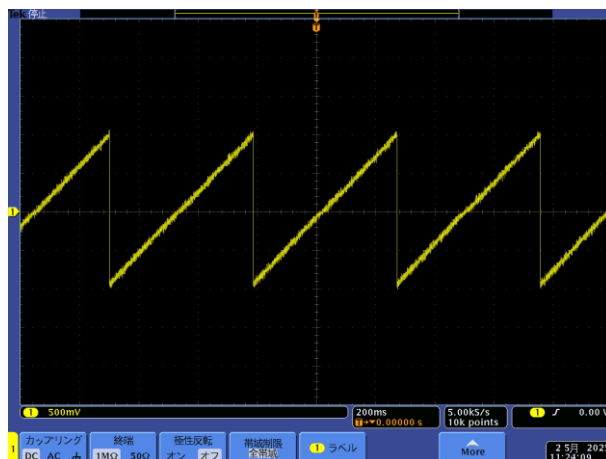 Tek 停止
1
1 500mV
200ms
0.00000 s
5.00kS/s
10k points
1 0.00 V
1
カップリング
DC AC
終端
1MΩ 50Ω
極性反転
オン オフ
帯域制限
全帯域
1 ラベル
More
2 5月 202
11:24:09